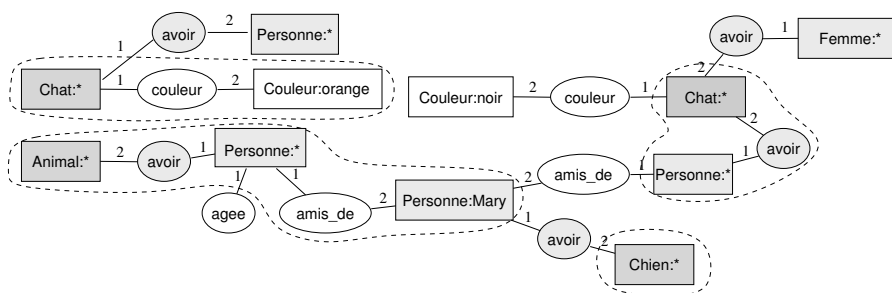 avoir
2
Personne:*
1
Chat:*
1
couleur
2
Couleur:orange
avoir
1
Femme:*
2
Couleur:noir
2
couleur
1
Chat:*
2
avoir
1
Personne:*
1
amis_de
2
Animal:*
2
avoir
1
Personne:*
1
1
agee
amis_de
2
Personne:Mary
1
avoir
2
Chien:*